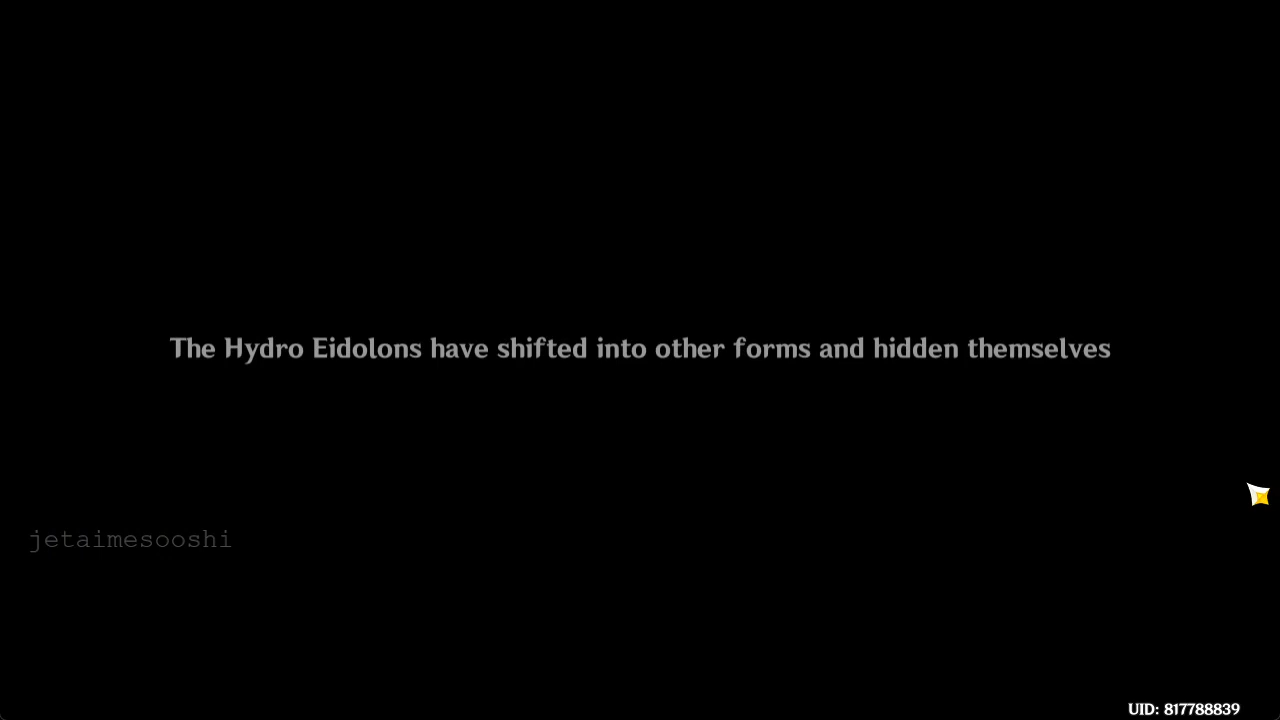 The Hydro Eidolons have shifted into other forms and hidden themselves
jetaimesooshi
UID: 817788839